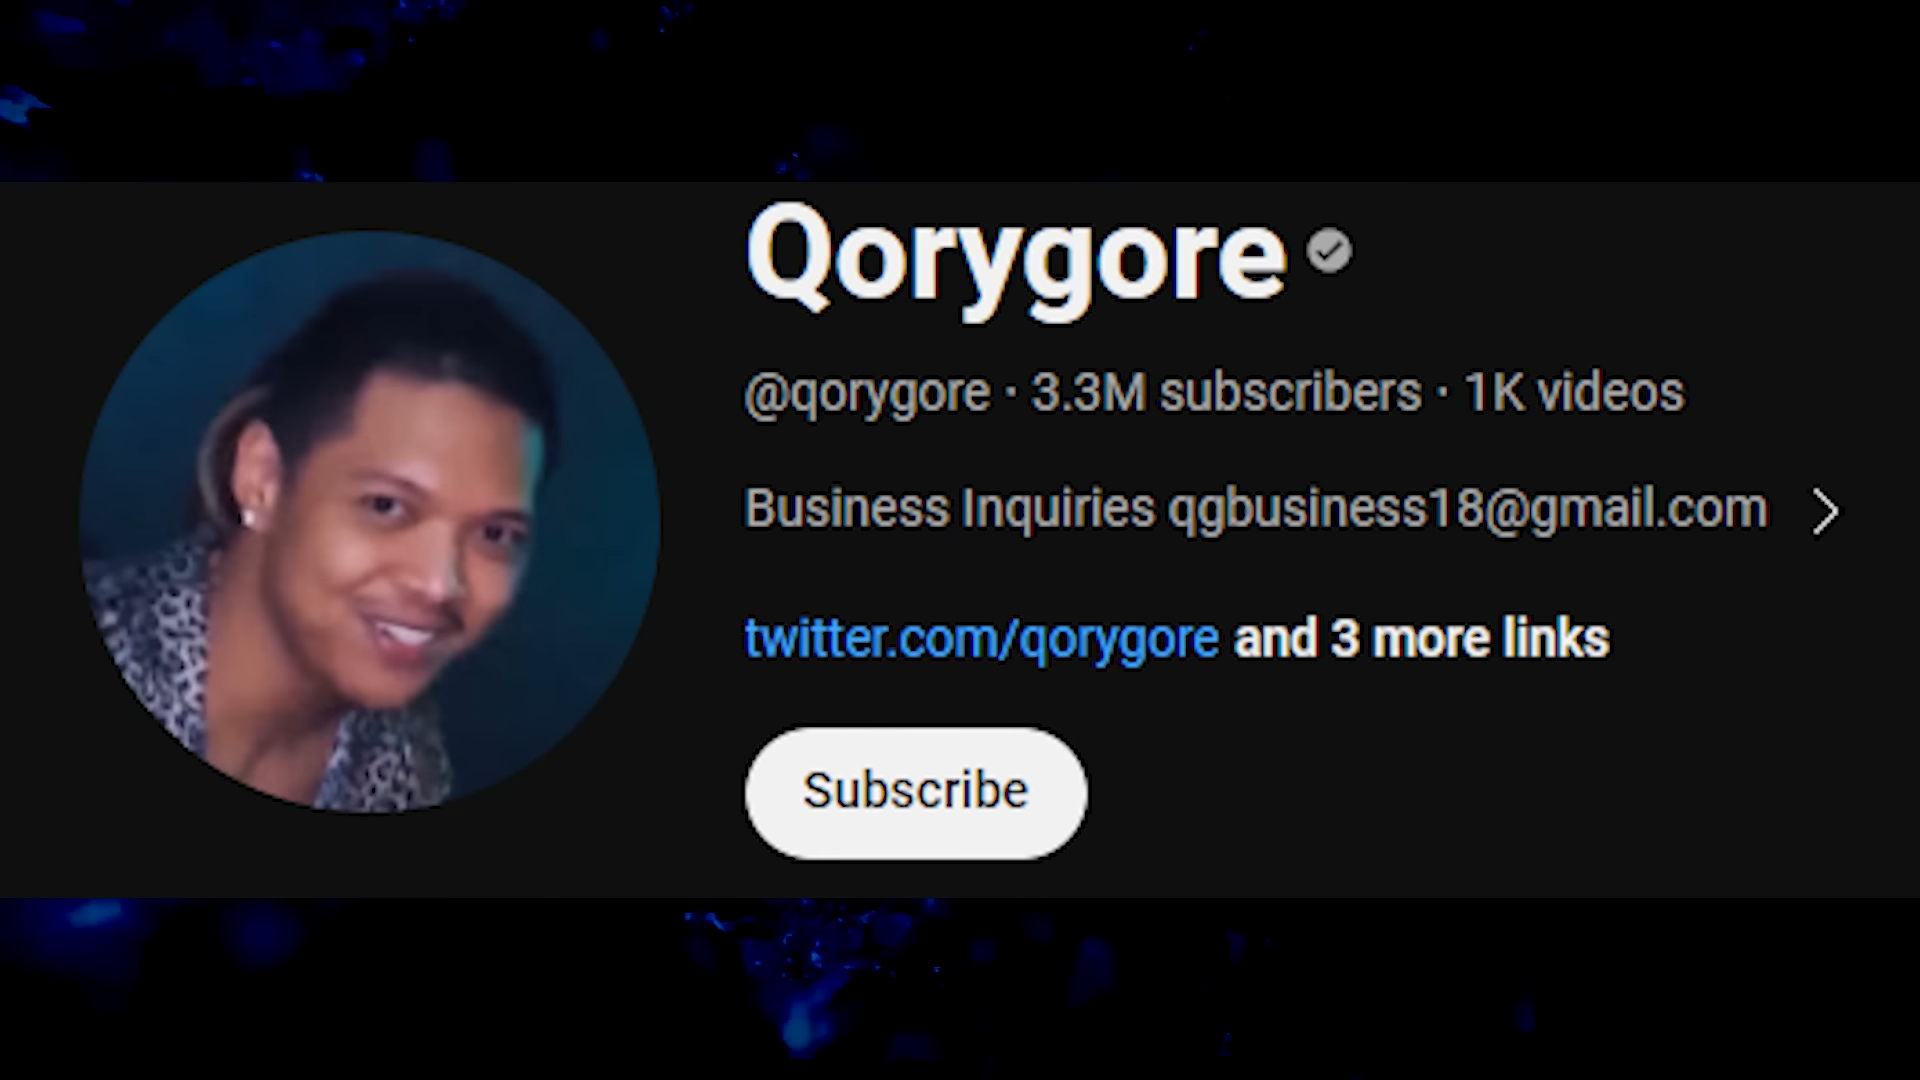 Qorygore
@qorygore · 3.3M subscribers · 1K videos
Business Inquiries qgbusiness18@gmail.com
twitter.com/qorygore and 3 more links
Subscribe